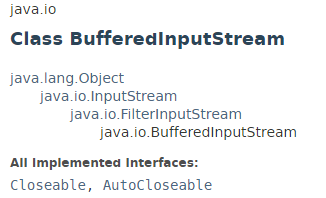 java.io
Class BufferedInputStream
java.lang.Object
java.io.InputStream
java.io.FilterInputStream
java.io.BufferedInputStream
All Implemented Interfaces:
Closeable, AutoCloseable